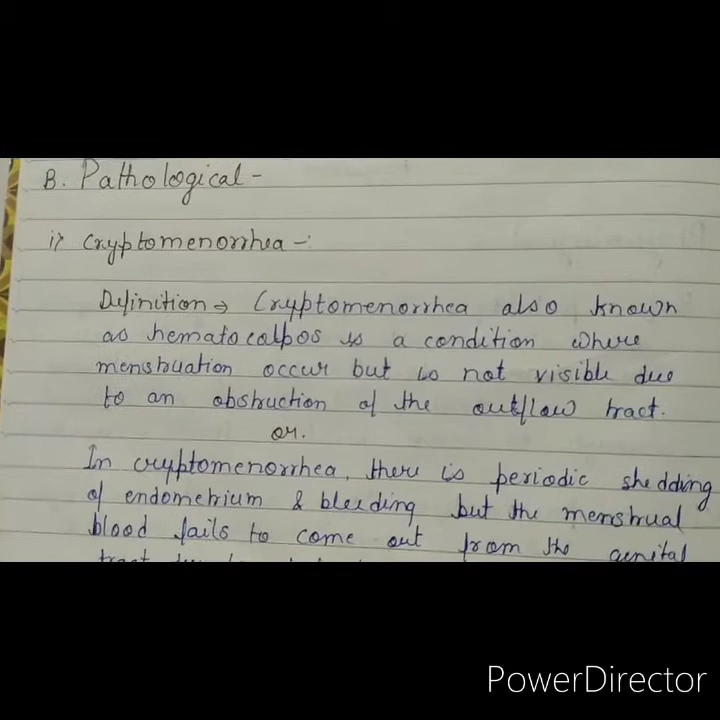 B. Pathological -
i) Cryptomenorrhea -:
Definition → Cryptomenorrhea also known
as hematocalpos is a condition where
menstruation occur but is not visible due
to an obstruction of the outflow tract.
or.
In cryptomenorrhea, there is periodic shedding
of endometrium & bleeding but the menstrual
blood fails to come out from the genital
tract
PowerDirector